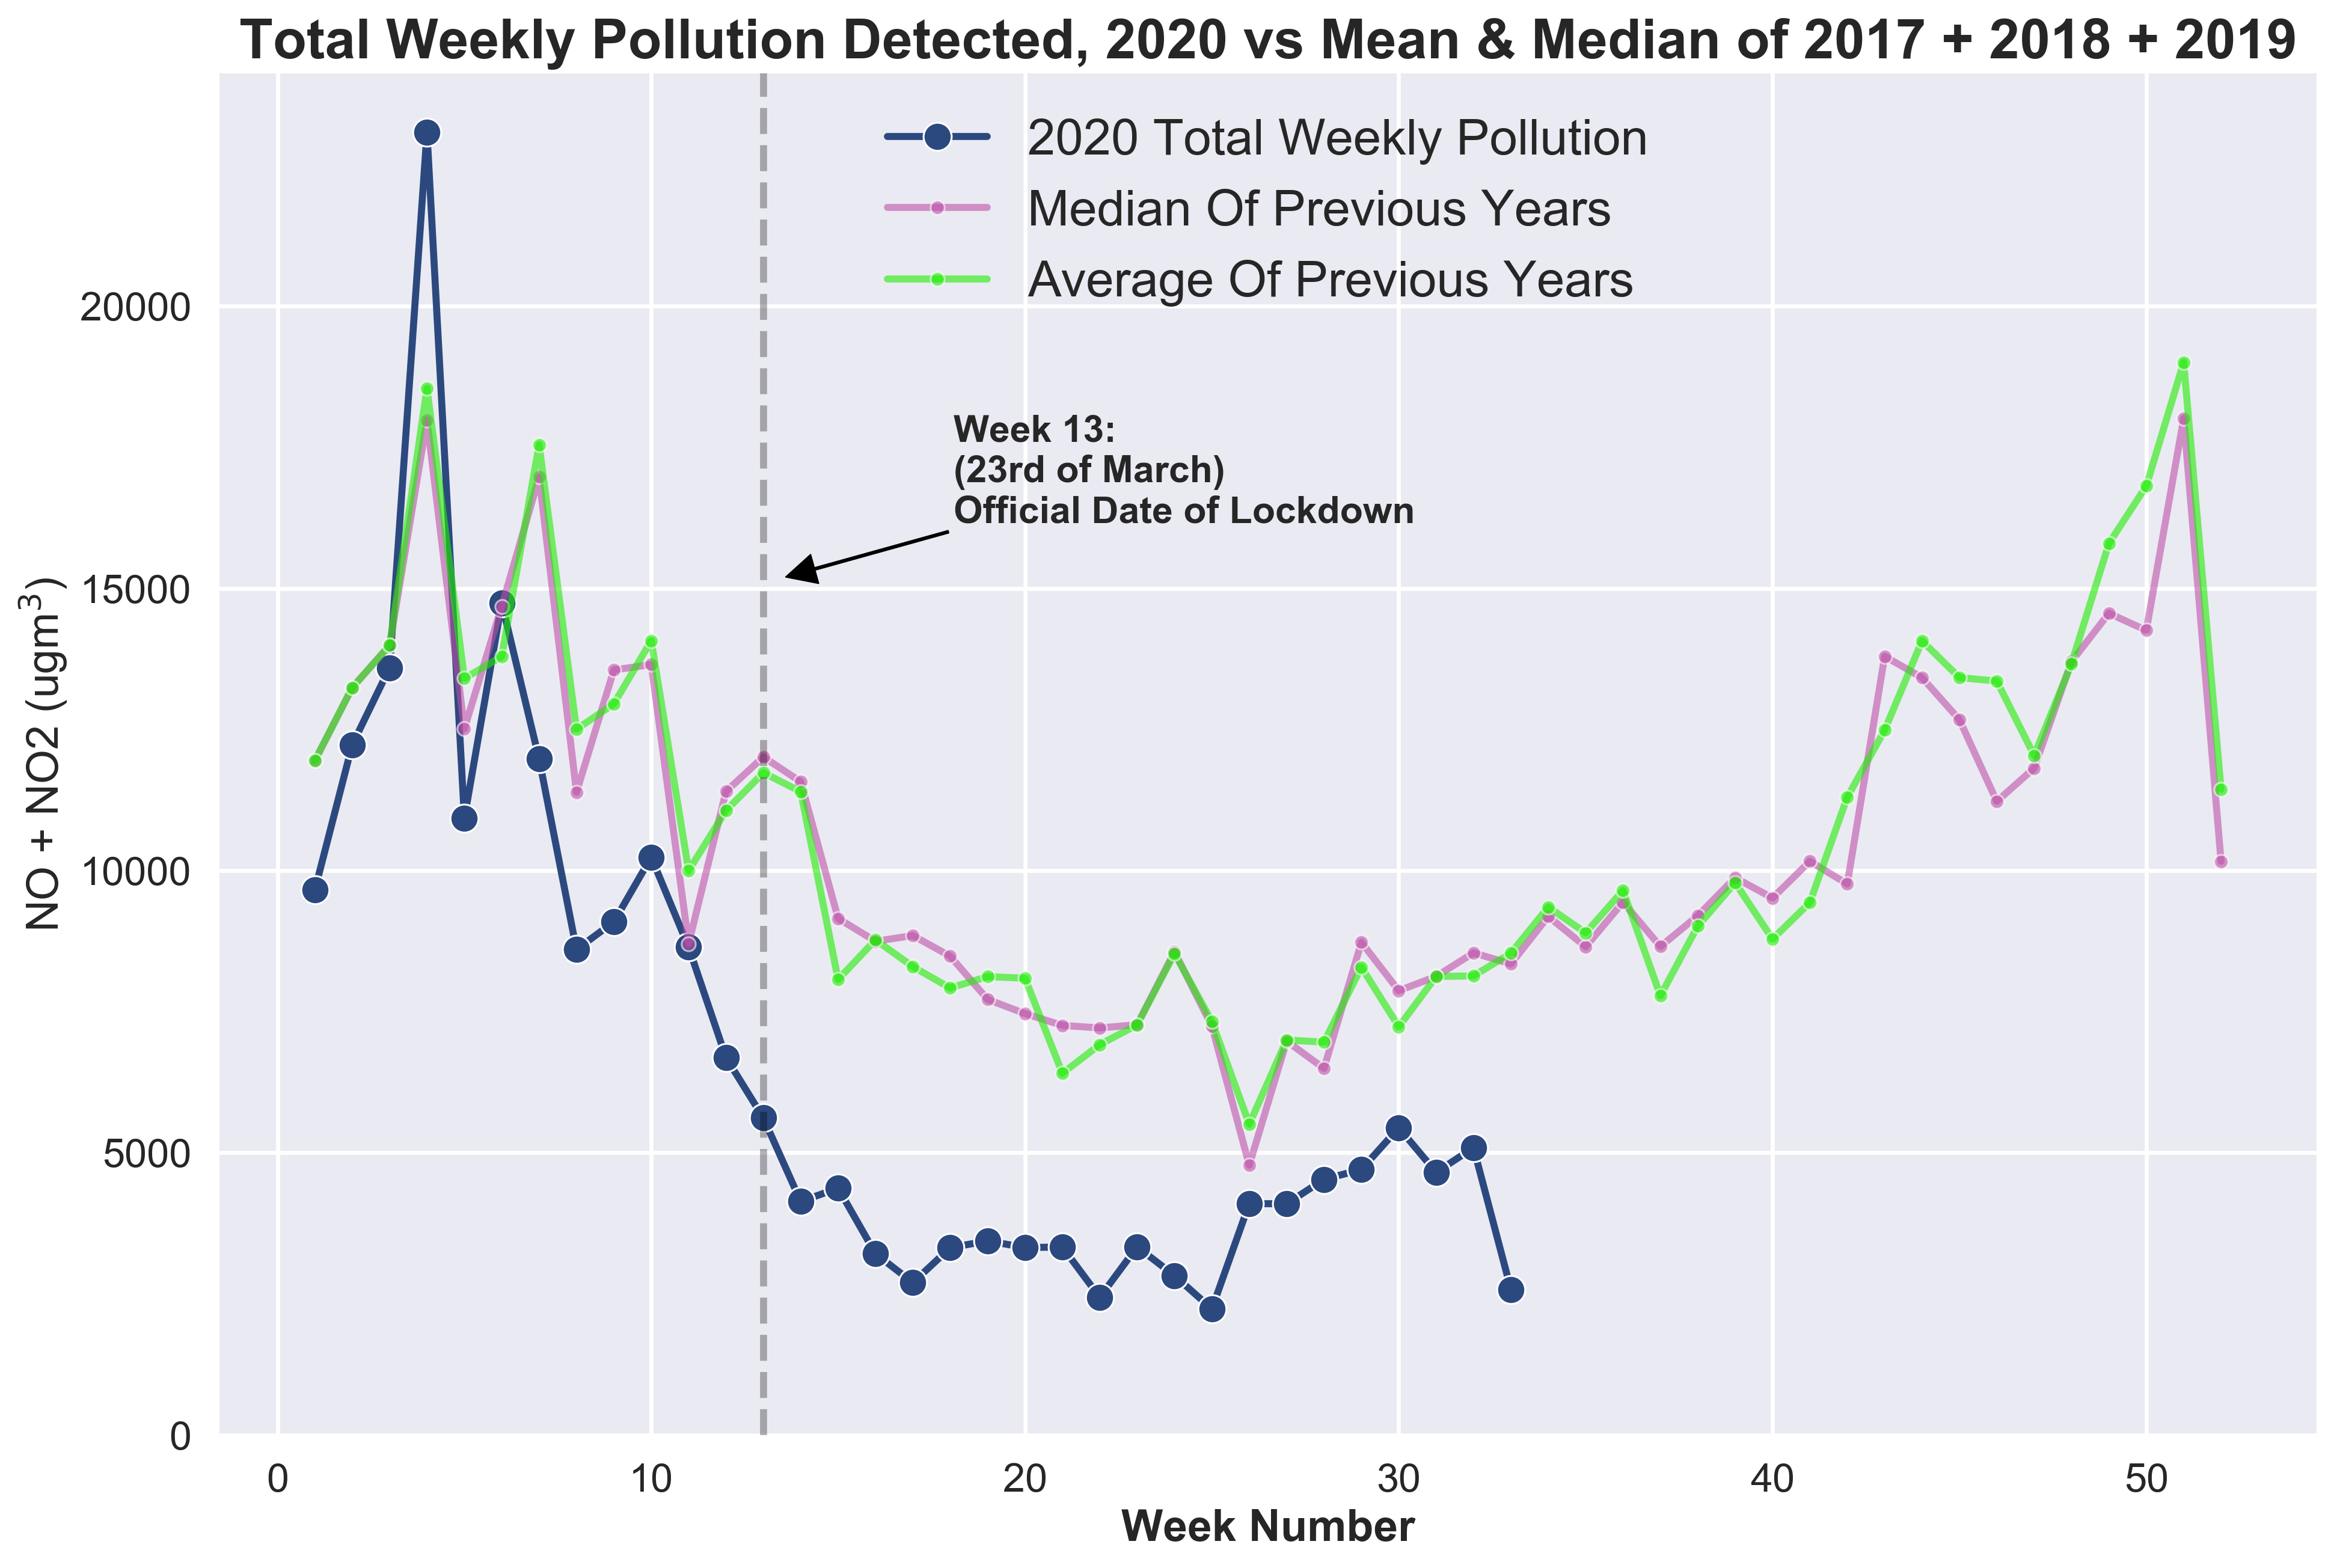 Total Weekly Pollution Detected, 2020 vs Mean & Median of 2017 + 2018 + 2019
2020 Total Weekly Pollution
Median Of Previous Years
Average Of Previous Years
Week 13:
(23rd of March)
Official Date of Lockdown
NO + NO2 (ugm³)
20000
15000
10000
5000
0
0 10 20 30 40 50
Week Number